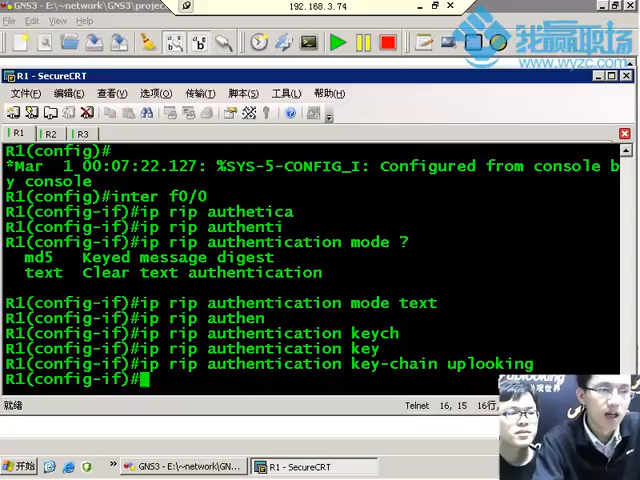 GNS3 - E:\~network\GNS3\projec
192.168.3.74
File Edit View
我赢职场
www.wyzc.com
R1 - SecureCRT
文件(F) 编辑(E) 查看(V) 选项(O) 传输(T) 脚本(S) 工具(L) 帮助(H)
R1 R2 R3
R1(config)#
*Mar 1 00:07:22.127: %SYS-5-CONFIG_I: Configured from console b
y console
R1(config)#inter f0/0
R1(config-if)#ip rip authetica
R1(config-if)#ip rip authenti
R1(config-if)#ip rip authentication mode ?
md5 Keyed message digest
text Clear text authentication
R1(config-if)#ip rip authentication mode text
R1(config-if)#ip rip authen
R1(config-if)#ip rip authentication keych
R1(config-if)#ip rip authentication key
R1(config-if)#ip rip authentication key-chain uplooking
R1(config-if)#
就绪 Telnet 16, 15 16行,
开始 GNS3 - E:\~network\GN... R1 - SecureCRT